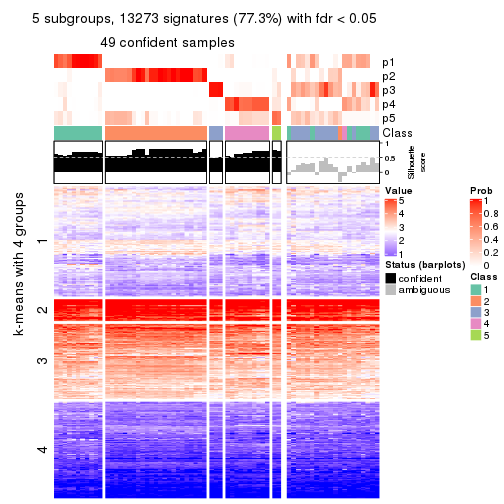 5 subgroups, 13273 signatures (77.3%) with fdr < 0.05
49 confident samples
p1
p2
p3
p4
p5
Class
1
0.5
0
Silhouette
score
k-means with 4 groups
1
2
3
4
Value
5
4
3
2
1
Status (barplots)
confident
ambiguous
Prob
1
0.8
0.6
0.4
0.2
0
Class
1
2
3
4
5